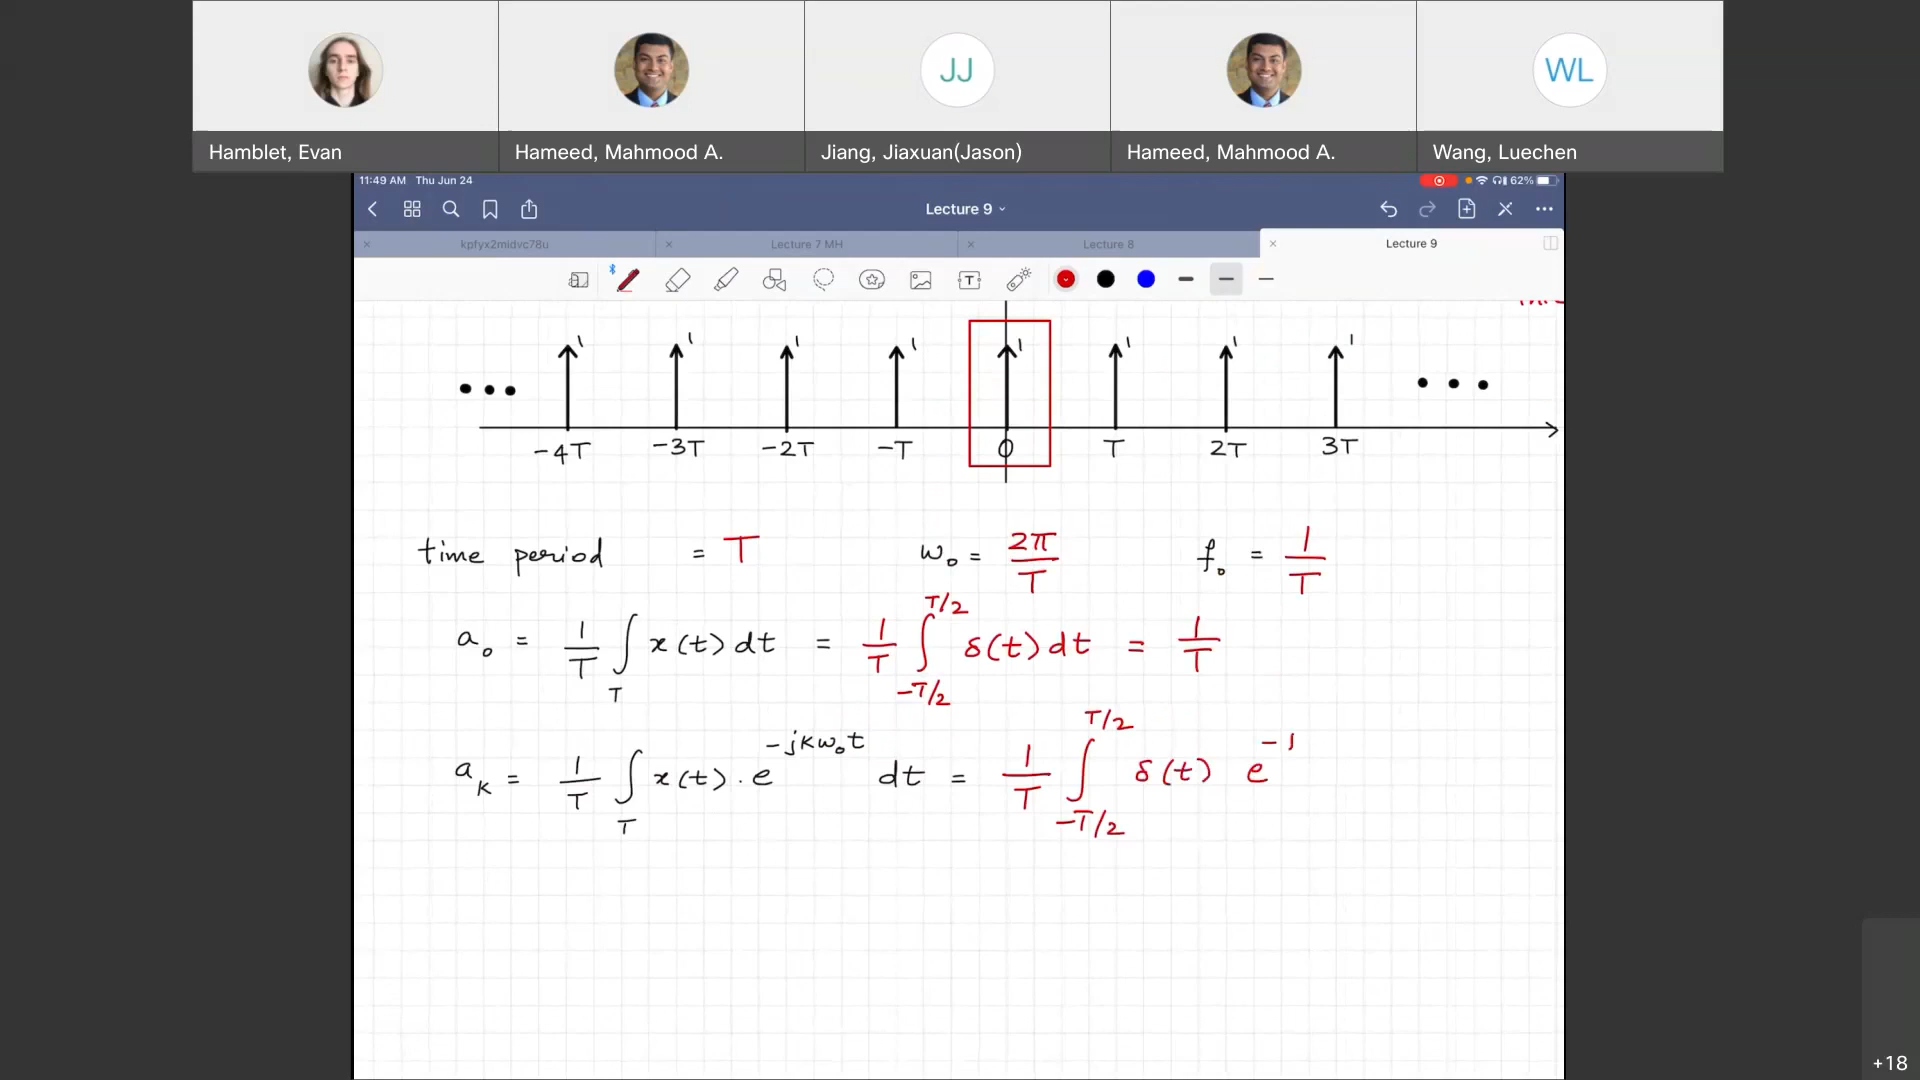 JJ WL
Hamblet, Evan Hameed, Mahmood A. Jiang, Jiaxuan(Jason) Hameed, Mahmood A. Wang, Luechen
11:49 AM Thu Jun 24 62%
Lecture 9
kpfyx2midvc78u Lecture 7 MH Lecture 8 Lecture 9
1 1 1 1 1 1 1 1
-4T -3T -2T -T 0 T 2T 3T
time period = T ω₀ = 2π/T f₀ = 1/T
a₀ = 1/T ∫_T x(t) dt = 1/T ∫_{-T/2}^{T/2} δ(t) dt = 1/T
a_K = 1/T ∫_T x(t) · e^{-jKω₀t} dt = 1/T ∫_{-T/2}^{T/2} δ(t) e^-
+18